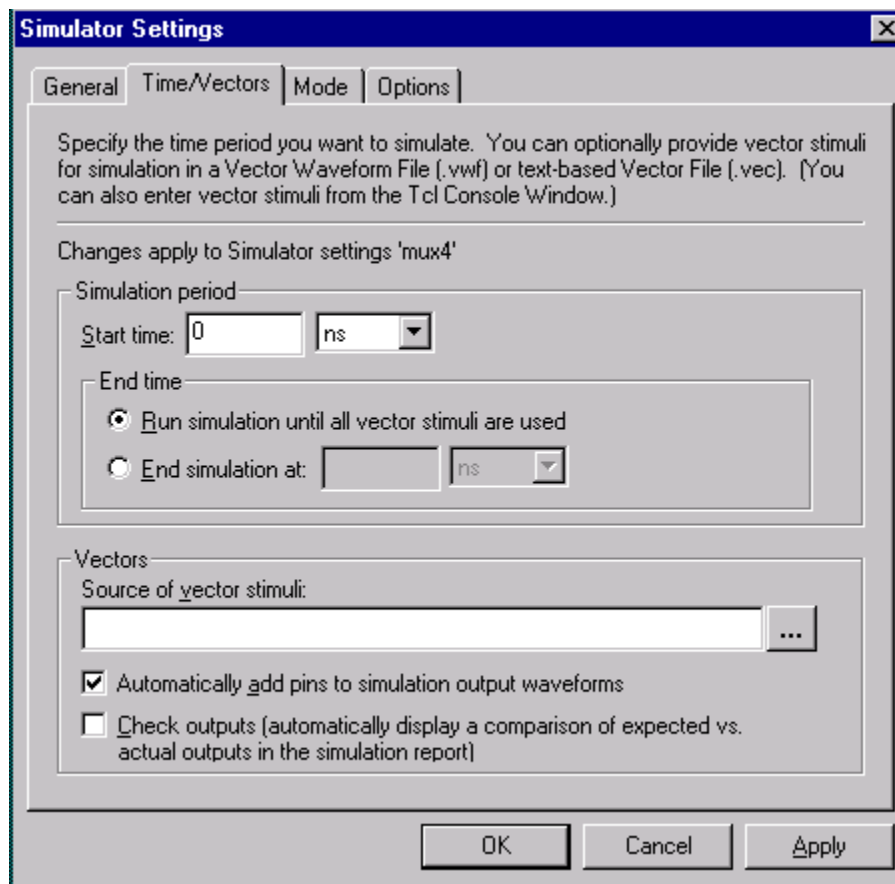 Simulator Settings
General Time/Vectors Mode Options
Specify the time period you want to simulate. You can optionally provide vector stimuli
for simulation in a Vector Waveform File (.vwf) or text-based Vector File (.vec). (You
can also enter vector stimuli from the Tcl Console Window.)
Changes apply to Simulator settings 'mux4'
Simulation period
Start time: 0 ns
End time
Run simulation until all vector stimuli are used
End simulation at: ns
Vectors
Source of vector stimuli:
...
Automatically add pins to simulation output waveforms
Check outputs (automatically display a comparison of expected vs.
actual outputs in the simulation report)
OK Cancel Apply